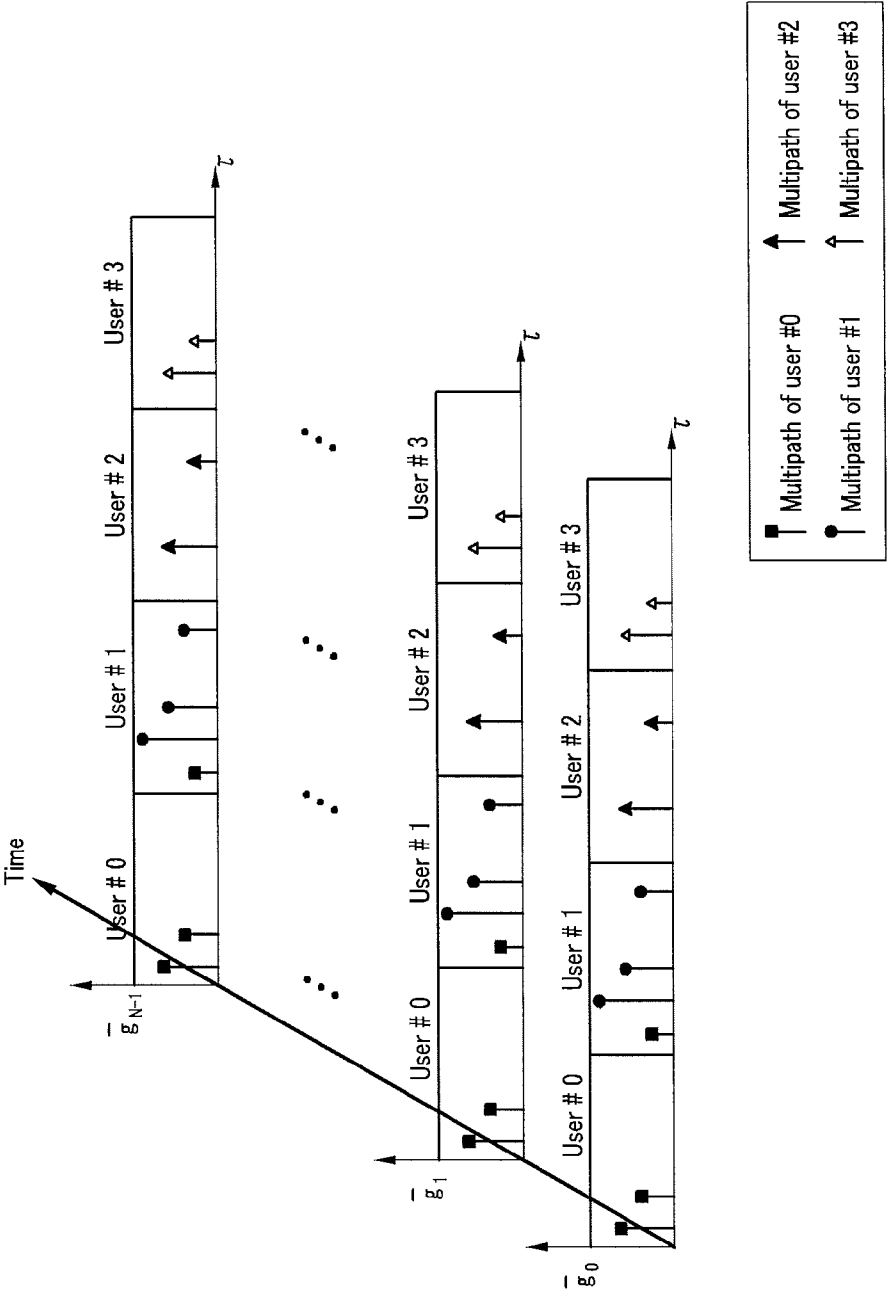 Time
g̅N-1
User # 0
User # 1
User # 2
User # 3
τ
g̅1
User # 0
User # 1
User # 2
User # 3
τ
g̅0
User # 0
User # 1
User # 2
User # 3
τ
Multipath of user #0
Multipath of user #2
Multipath of user #1
Multipath of user #3